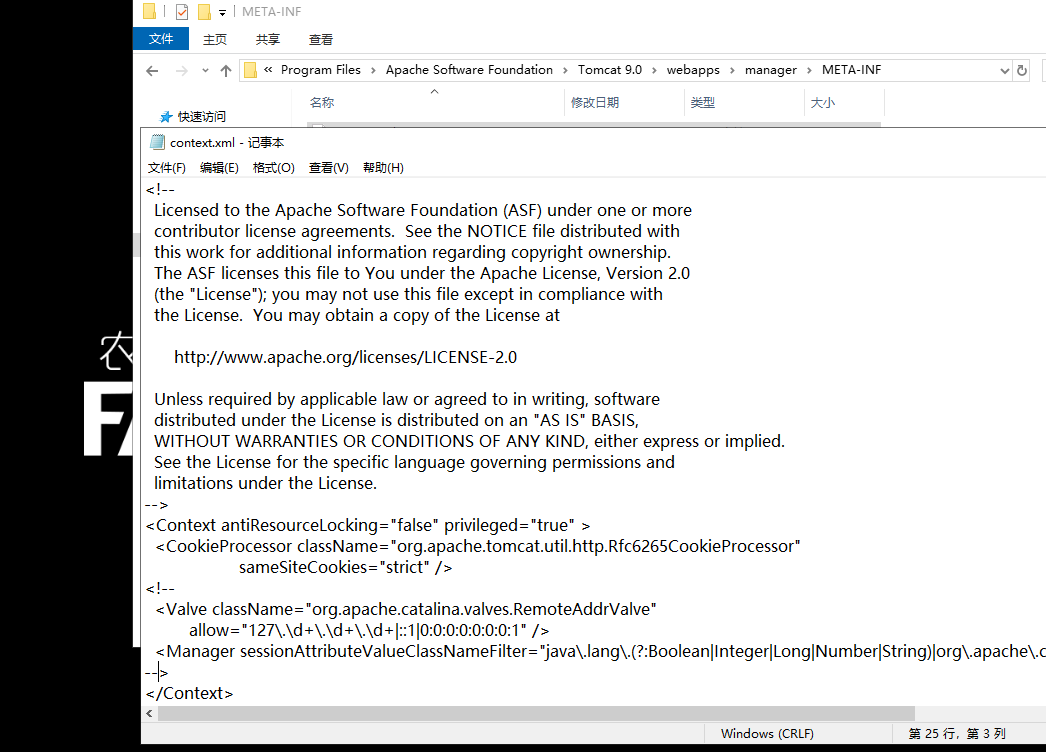 META-INF
文件 主页 共享 查看
« Program Files › Apache Software Foundation › Tomcat 9.0 › webapps › manager › META-INF
名称 修改日期 类型 大小
快速访问
context.xml - 记事本
文件(F) 编辑(E) 格式(O) 查看(V) 帮助(H)
<!--
Licensed to the Apache Software Foundation (ASF) under one or more
contributor license agreements.  See the NOTICE file distributed with
this work for additional information regarding copyright ownership.
The ASF licenses this file to You under the Apache License, Version 2.0
(the "License"); you may not use this file except in compliance with
the License.  You may obtain a copy of the License at
http://www.apache.org/licenses/LICENSE-2.0
Unless required by applicable law or agreed to in writing, software
distributed under the License is distributed on an "AS IS" BASIS,
WITHOUT WARRANTIES OR CONDITIONS OF ANY KIND, either express or implied.
See the License for the specific language governing permissions and
limitations under the License.
-->
<Context antiResourceLocking="false" privileged="true" >
<CookieProcessor className="org.apache.tomcat.util.http.Rfc6265CookieProcessor"
sameSiteCookies="strict" />
<!--
<Valve className="org.apache.catalina.valves.RemoteAddrValve"
allow="127\.\d+\.\d+\.\d+|::1|0:0:0:0:0:0:0:1" />
<Manager sessionAttributeValueClassNameFilter="java\.lang\.(?:Boolean|Integer|Long|Number|String)|org\.apache\.c
-->
</Context>
Windows (CRLF) 第 25 行，第 3 列
农
FA